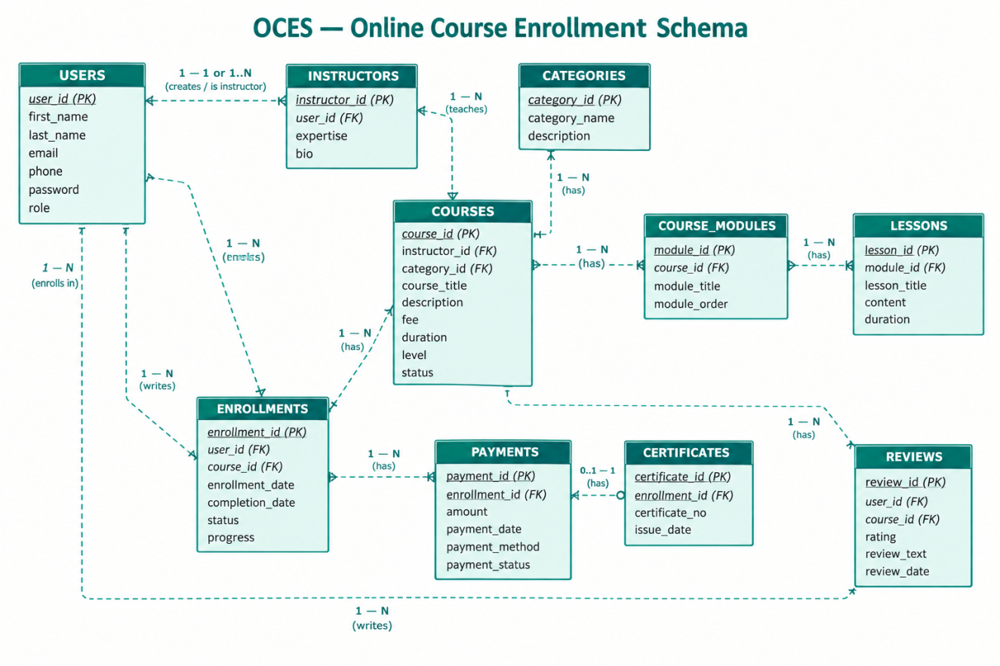 OCES — Online Course Enrollment Schema
USERS
user_id (PK)
first_name
last_name
email
phone
password
role
1 — 1 or 1..N
(creates / is instructor)
INSTRUCTORS
instructor_id (PK)
user_id (FK)
expertise
bio
1 — N
(teaches)
CATEGORIES
category_id (PK)
category_name
description
1 — N
(has)
COURSES
course_id (PK)
instructor_id (FK)
category_id (FK)
course_title
description
fee
duration
level
status
1 — N
(has)
COURSE_MODULES
module_id (PK)
course_id (FK)
module_title
module_order
1 — N
(has)
LESSONS
lesson_id (PK)
module_id (FK)
lesson_title
content
duration
1 — N
1 — N
(enrolls in)
1 — N
(has)
1 — N
(writes)
ENROLLMENTS
enrollment_id (PK)
user_id (FK)
course_id (FK)
enrollment_date
completion_date
status
progress
1 — N
(has)
PAYMENTS
payment_id (PK)
enrollment_id (FK)
amount
payment_date
payment_method
payment_status
0..1 — 1
(has)
CERTIFICATES
certificate_id (PK)
enrollment_id (FK)
certificate_no
issue_date
1 — N
(has)
REVIEWS
review_id (PK)
user_id (FK)
course_id (FK)
rating
review_text
review_date
1 — N
(writes)